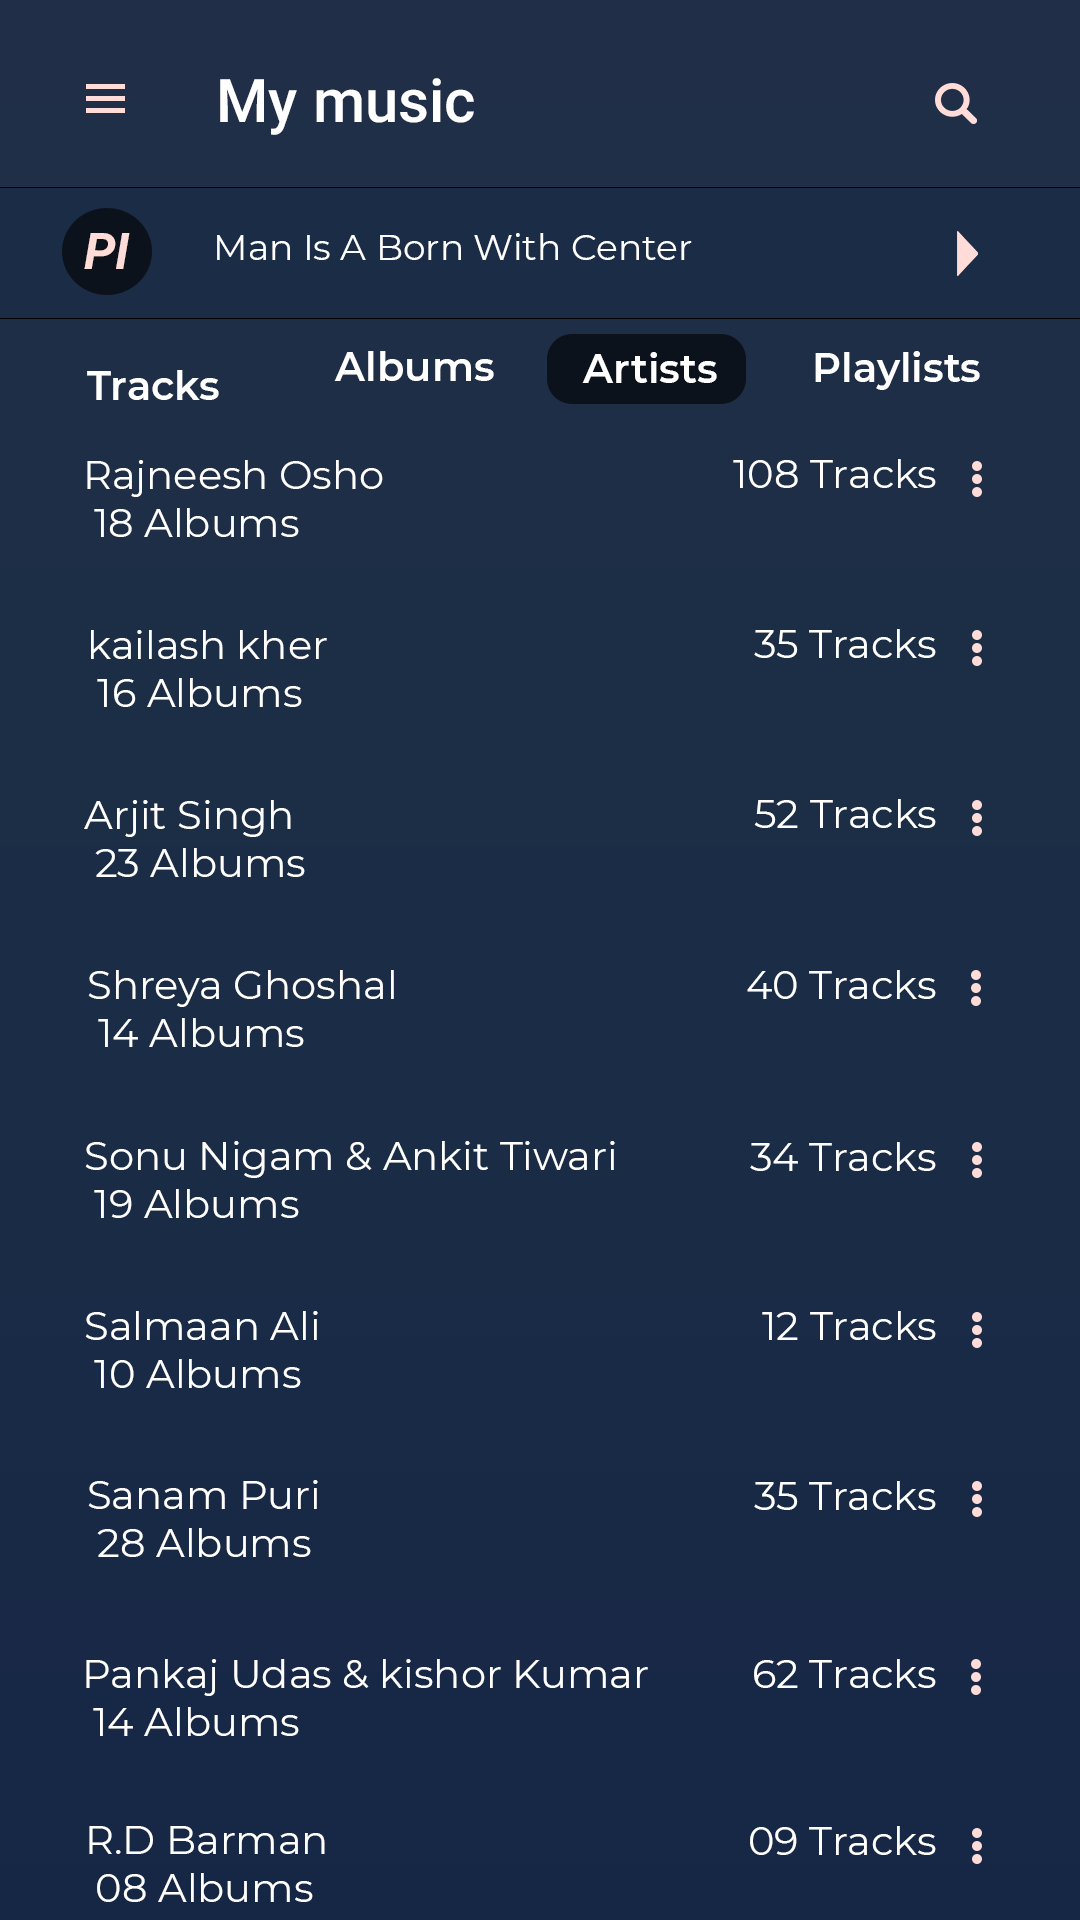 My music
PI
Man Is A Born With Center
Tracks Albums Artists Playlists
Rajneesh Osho 108 Tracks
18 Albums
kailash kher 35 Tracks
16 Albums
Arjit Singh 52 Tracks
23 Albums
Shreya Ghoshal 40 Tracks
14 Albums
Sonu Nigam & Ankit Tiwari 34 Tracks
19 Albums
Salmaan Ali 12 Tracks
10 Albums
Sanam Puri 35 Tracks
28 Albums
Pankaj Udas & kishor Kumar 62 Tracks
14 Albums
R.D Barman 09 Tracks
08 Albums